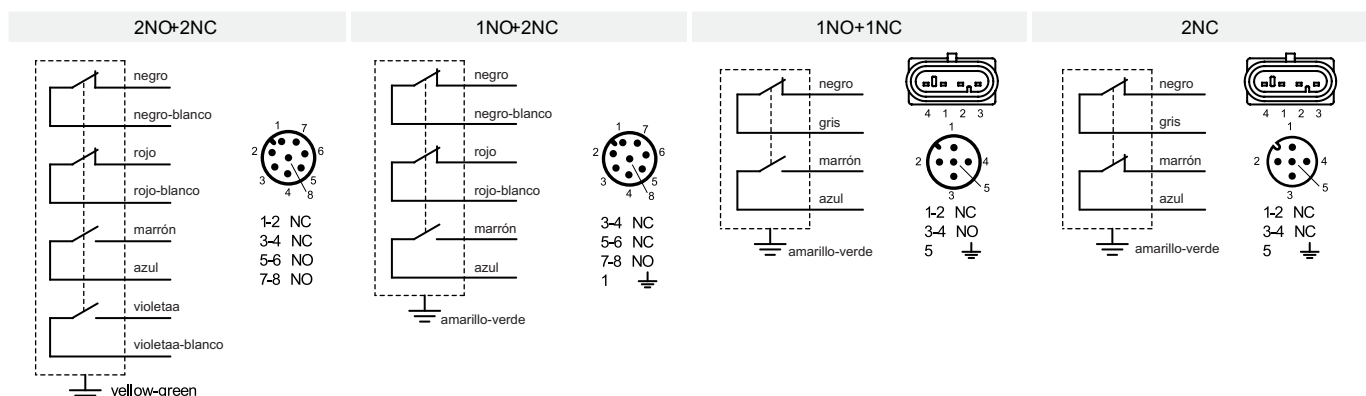 2NO+2NC
negro
negro-blanco
rojo
rojo-blanco
marrón
azul
violetaa
violetaa-blanco
yellow-green
1 7
2 6
3 5
4 8
1-2 NC
3-4 NC
5-6 NO
7-8 NO
1NO+2NC
negro
negro-blanco
rojo
rojo-blanco
marrón
azul
amarillo-verde
1 7
2 6
3 5
4 8
3-4 NC
5-6 NC
7-8 NO
1
1NO+1NC
negro
gris
marrón
azul
amarillo-verde
4 1 2 3
1
2 4
5
3
1-2 NC
3-4 NO
5
2NC
negro
gris
marrón
azul
amarillo-verde
4 1 2 3
1
2 4
5
3
1-2 NC
3-4 NC
5